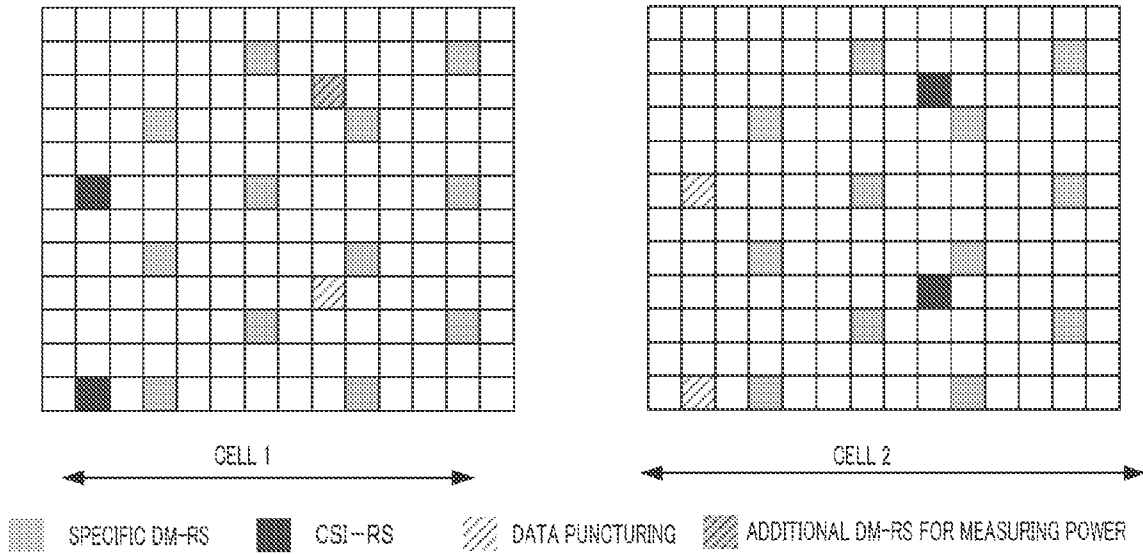 CELL 1
CELL 2
SPECIFIC DM-RS
CSI-RS
DATA PUNCTURING
ADDITIONAL DM-RS FOR MEASURING POWER